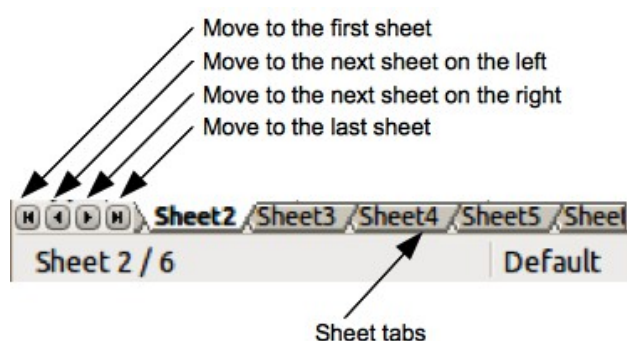 Move to the first sheet
Move to the next sheet on the left
Move to the next sheet on the right
Move to the last sheet
Sheet2 Sheet3 Sheet4 Sheet5 Sheet
Sheet 2 / 6 Default
Sheet tabs